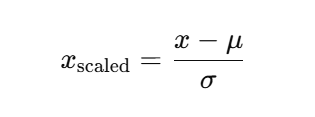 x_scaled = (x − μ) / σ